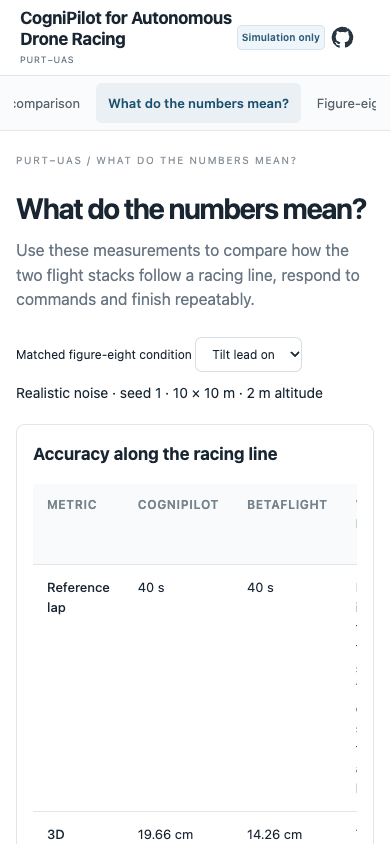 CogniPilot for Autonomous
Drone Racing
PURT–UAS
Simulation only
comparison
What do the numbers mean?
PURT–UAS / WHAT DO THE NUMBERS MEAN?
What do the numbers mean?
Use these measurements to compare how the
two flight stacks follow a racing line, respond to
commands and finish repeatably.
Matched figure-eight condition Tilt lead on
Realistic noise · seed 1 · 10 × 10 m · 2 m altitude
Accuracy along the racing line
METRIC COGNIPILOT BETAFLIGHT
Reference 40 s 40 s
lap
3D 19.66 cm 14.26 cm